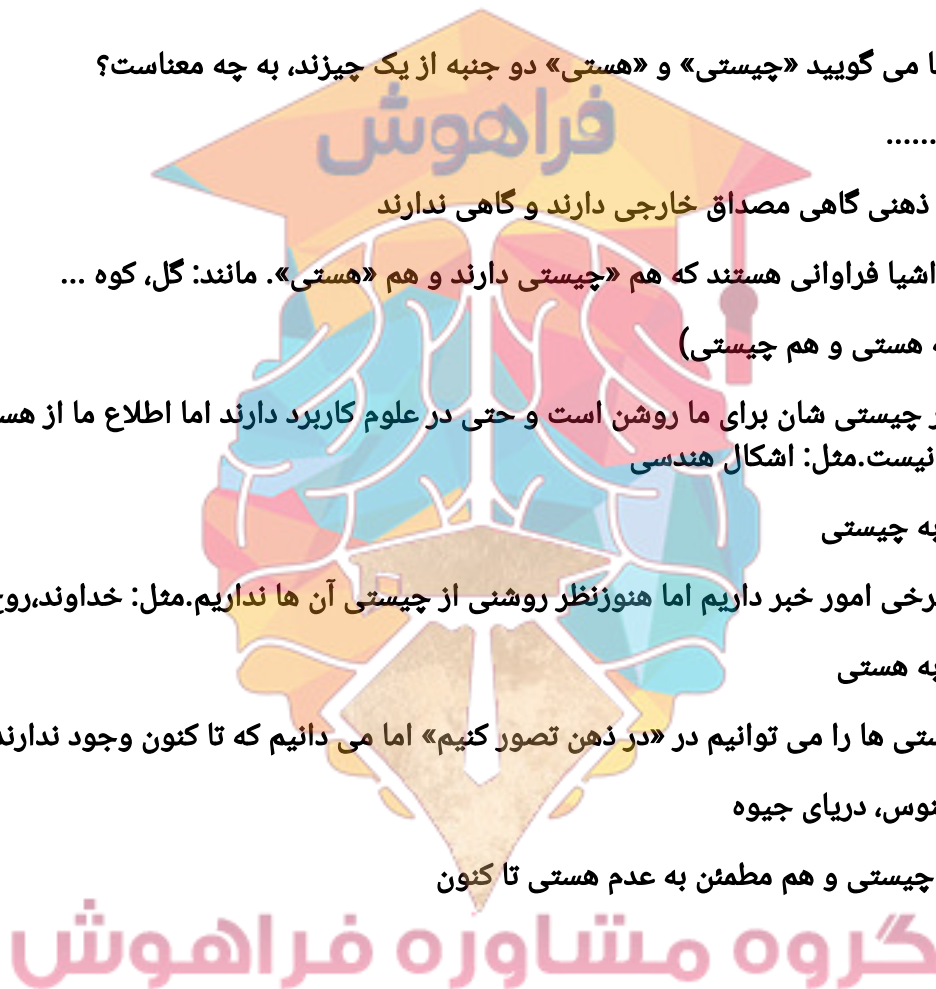 ا می گویید «چیستی» و «هستی» دو جنبه از یک چیزند، به چه معناست؟
......
فراهوش
ذهنی گاهی مصداق خارجی دارند و گاهی ندارند
اشیا فراوانی هستند که هم «چیستی دارند و هم «هستی». مانند: گل، کوه ...
ه هستی و هم چیستی)
ر چیستی شان برای ما روشن است و حتی در علوم کاربرد دارند اما اطلاع ما از هس
نیست.مثل: اشکال هندسی
به چیستی
رخی امور خبر داریم اما هنوزنظر روشنی از چیستی آن ها نداریم.مثل: خداوند،روح
به هستی
ستی ها را می توانیم در «در ذهن تصور کنیم» اما می دانیم که تا کنون وجود ندارند
نوس، دریای جیوه
چیستی و هم مطمئن به عدم هستی تا کنون
گروه مشاوره فراهوش